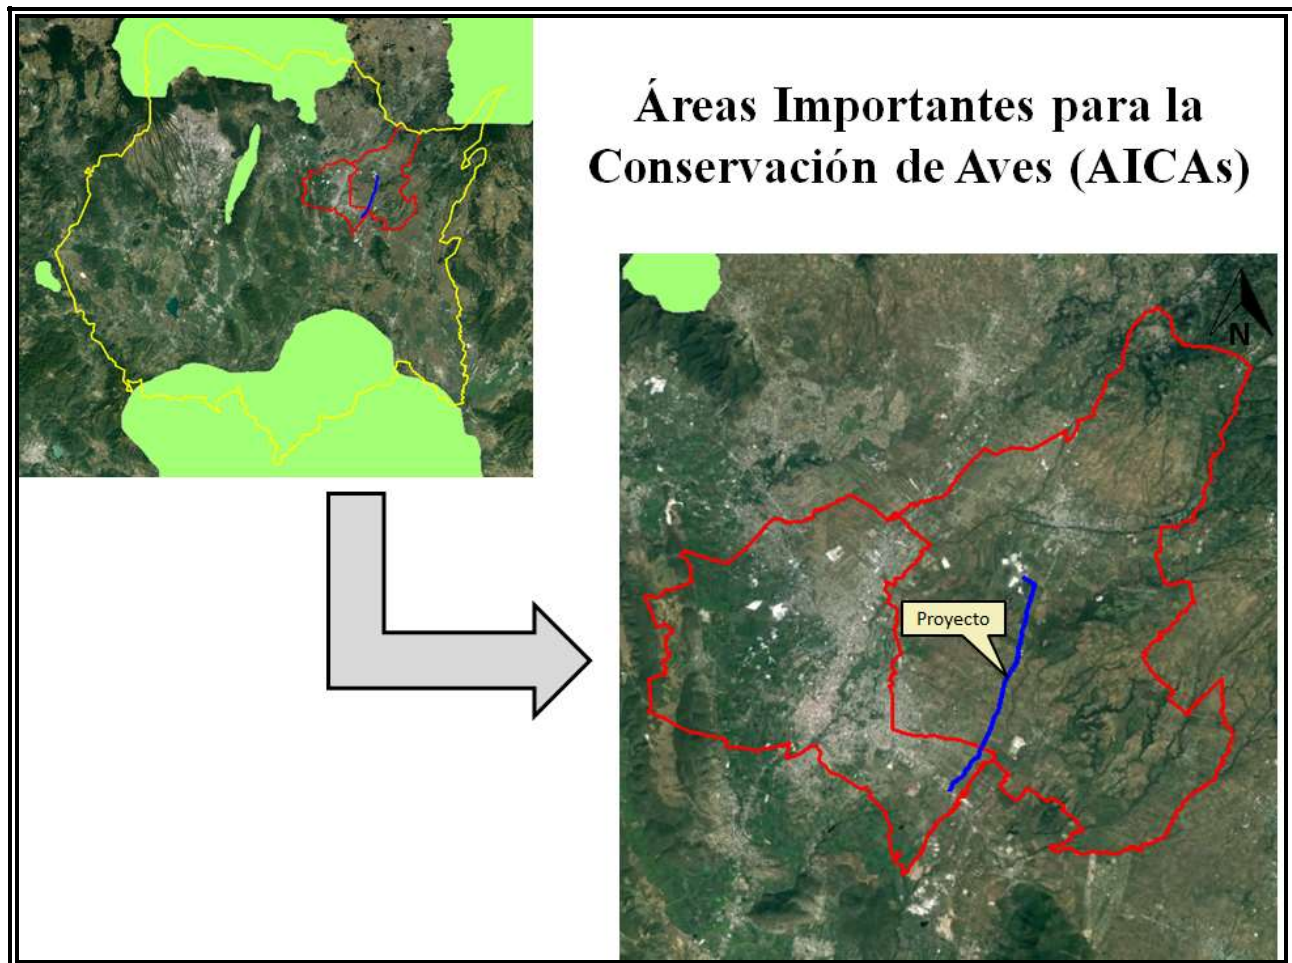 Áreas Importantes para la
Conservación de Aves (AICAs)
N
Proyecto